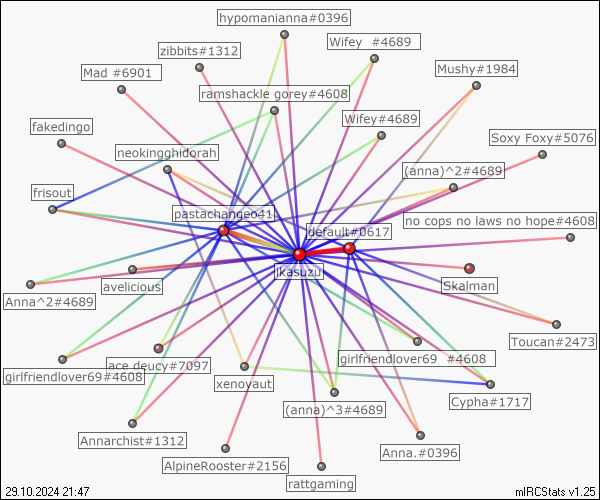 hypomanianna#0396
Wifey  #4689
zibbits#1312
Mushy#1984
Mad #6901
ramshackle gorey#4608
Wifey#4689
fakedingo
Soxy Foxy#5076
neokingghidorah
(anna)^2#4689
frisout
pastachangeo41
no cops no laws no hope#4608
default#0617
ikasuzu
avelicious
Skalman
Anna^2#4689
Toucan#2473
girlfriendlover69  #4608
ace deucy#7097
girlfriendlover69#4608
xenoyaut
(anna)^3#4689
Cypha#1717
Annarchist#1312
Anna.#0396
AlpineRooster#2156
rattgaming
29.10.2024 21:47
mIRCStats v1.25